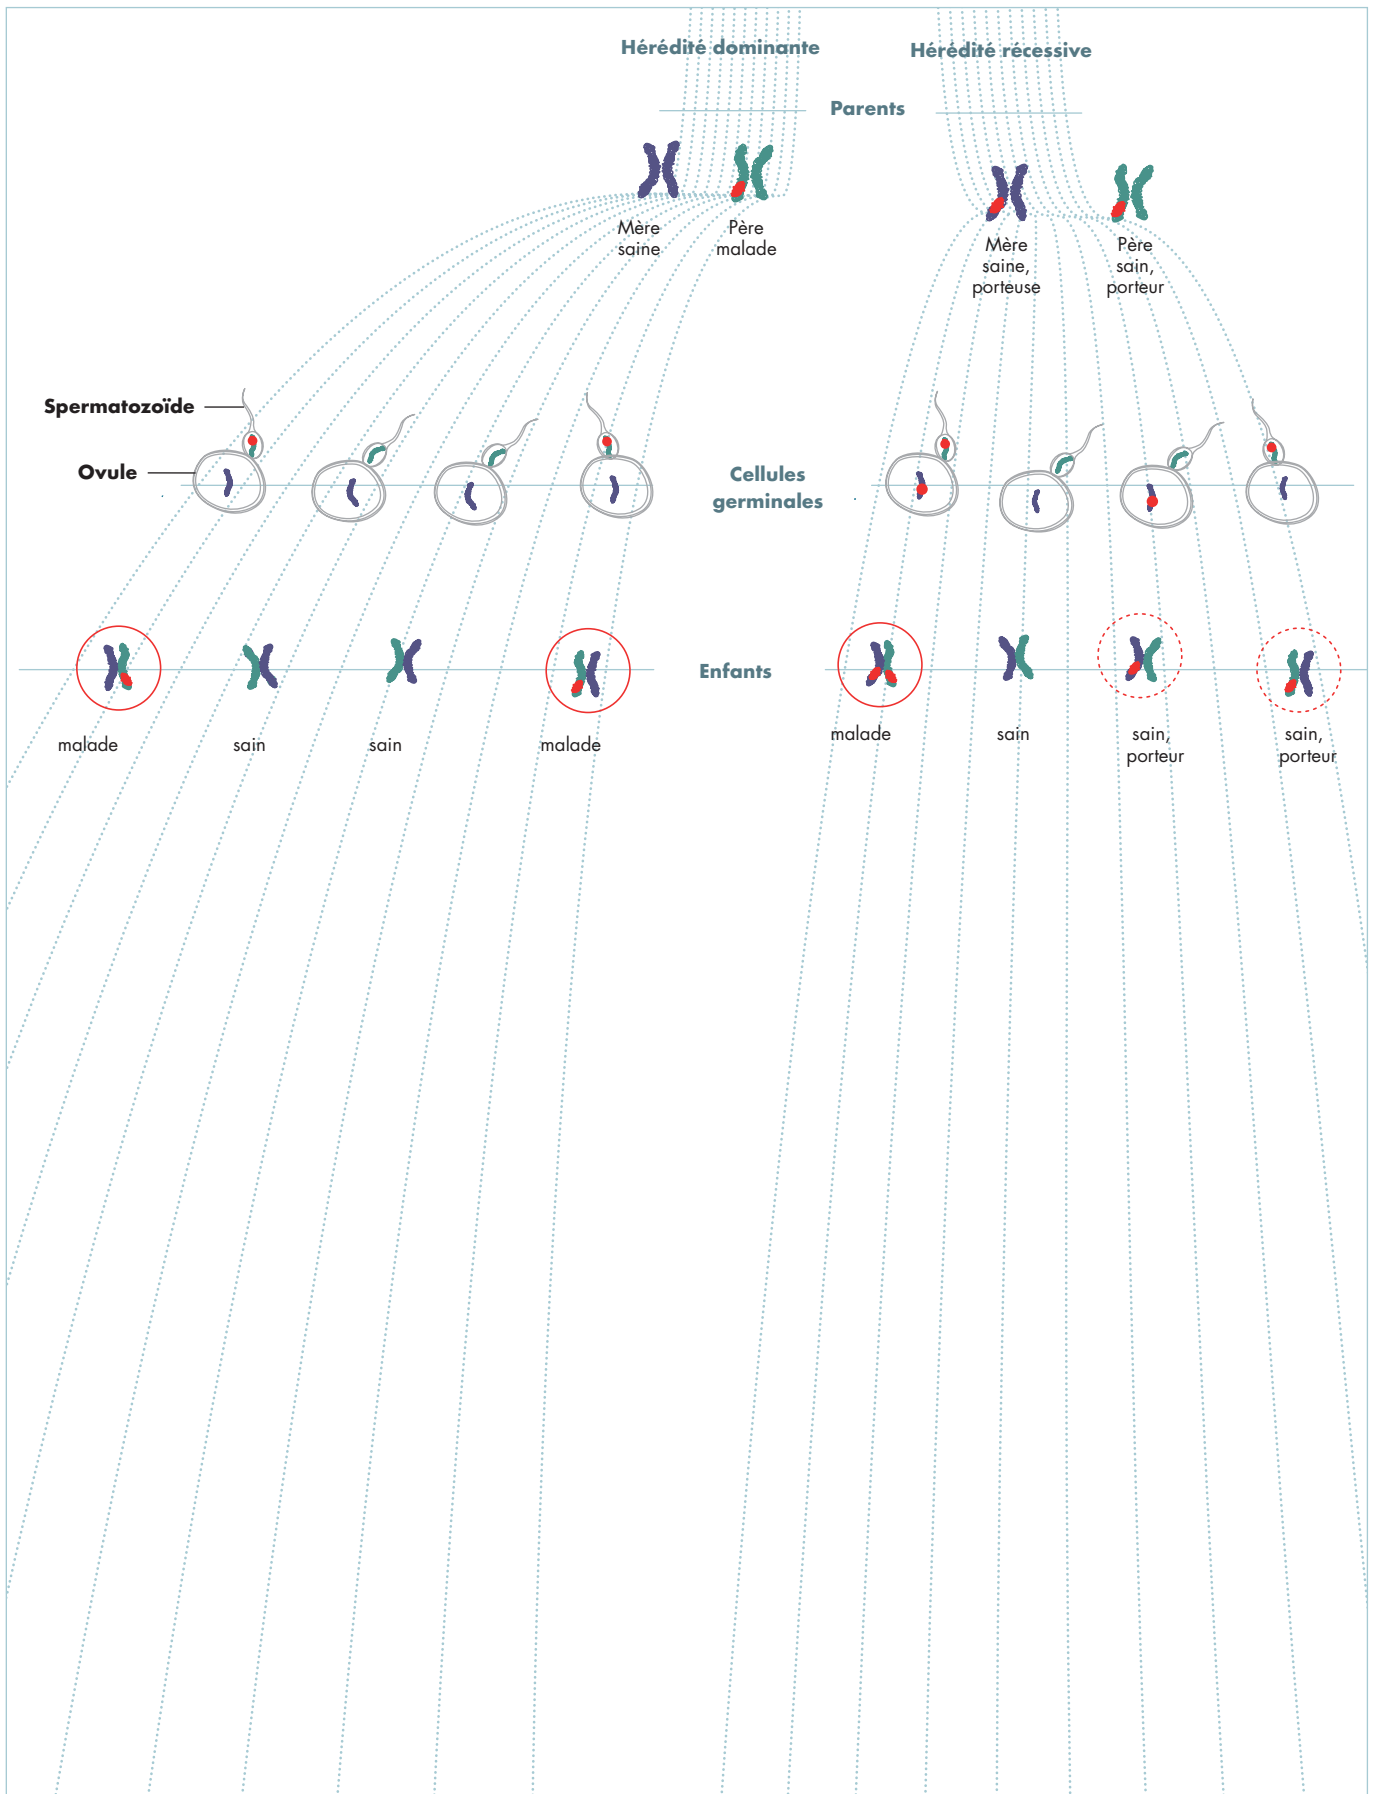 Hérédité dominante
Hérédité récessive
Parents
Mère
saine
Père
malade
Mère
saine,
porteuse
Père
sain,
porteur
Spermatozoïde
Ovule
Cellules
germinales
Enfants
malade
sain
sain
malade
malade
sain
sain,
porteur
sain,
porteur